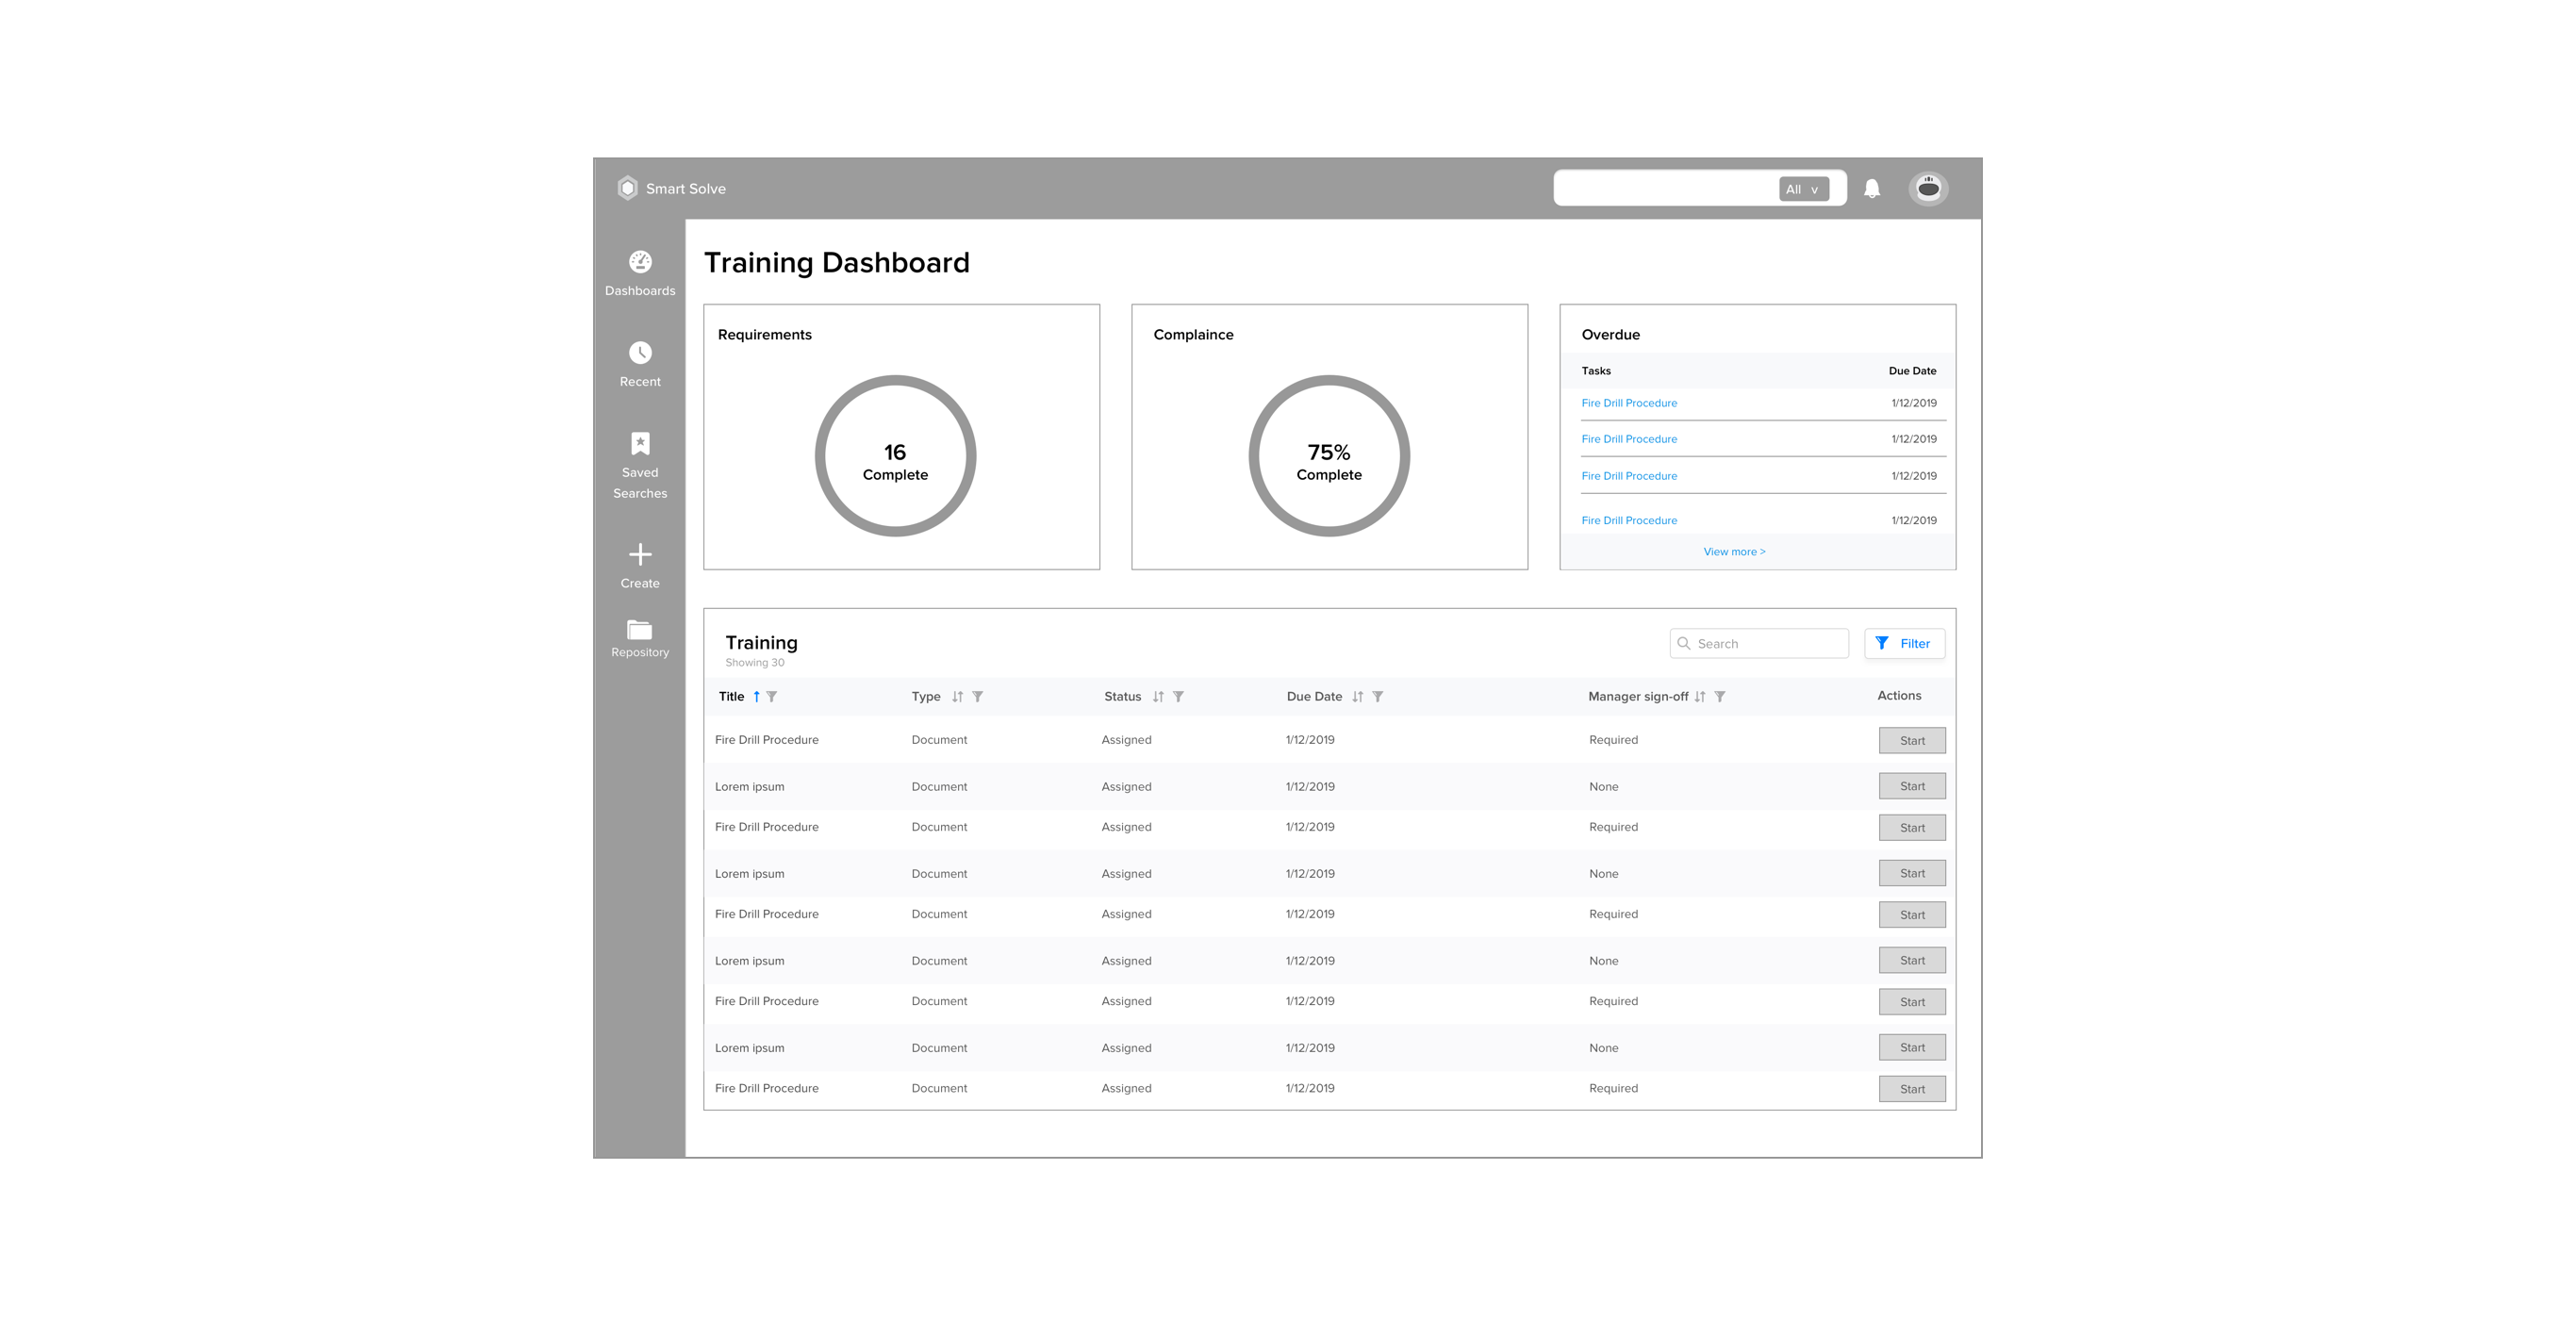 Smart Solve
All v
Dashboards
Recent
Saved
Searches
Create
Repository
Training Dashboard
Requirements
16
Complete
Complaince
75%
Complete
Overdue
Tasks Due Date
Fire Drill Procedure 1/12/2019
Fire Drill Procedure 1/12/2019
Fire Drill Procedure 1/12/2019
Fire Drill Procedure 1/12/2019
View more >
Training
Showing 30
Search
Filter
Title Type Status Due Date Manager sign-off Actions
Fire Drill Procedure Document Assigned 1/12/2019 Required Start
Lorem ipsum Document Assigned 1/12/2019 None Start
Fire Drill Procedure Document Assigned 1/12/2019 Required Start
Lorem ipsum Document Assigned 1/12/2019 None Start
Fire Drill Procedure Document Assigned 1/12/2019 Required Start
Lorem ipsum Document Assigned 1/12/2019 None Start
Fire Drill Procedure Document Assigned 1/12/2019 Required Start
Lorem ipsum Document Assigned 1/12/2019 None Start
Fire Drill Procedure Document Assigned 1/12/2019 Required Start